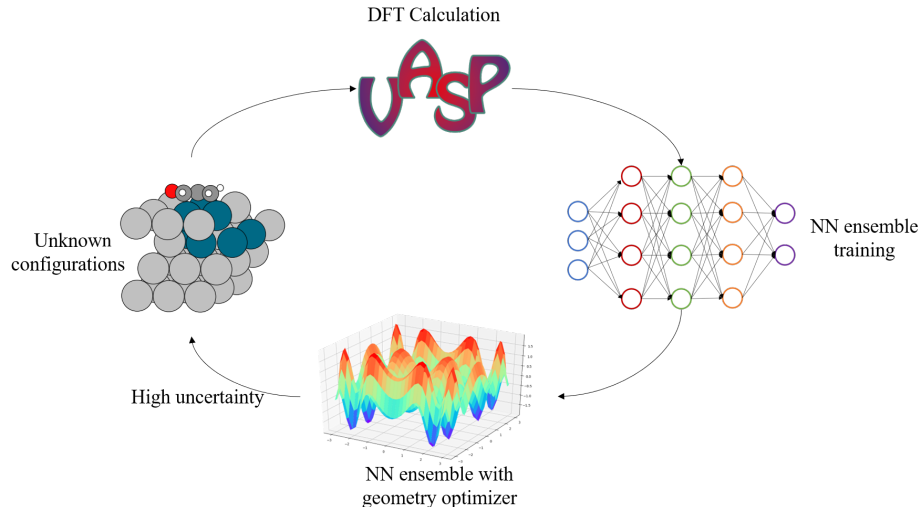 DFT Calculation
VASP
Unknown
configurations
NN ensemble
training
High uncertainty
NN ensemble with
geometry optimizer